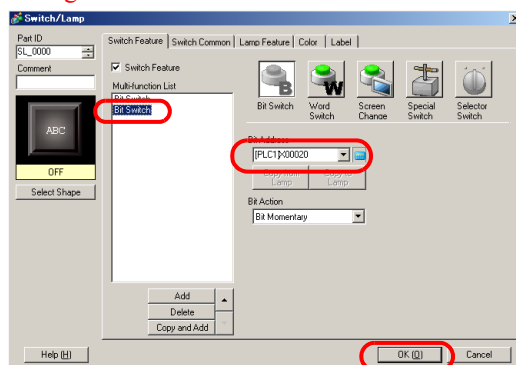 Switch/Lamp
Part ID
SL_0000
Comment
ABC
OFF
Select Shape
Help (H)
Switch Feature Switch Common Lamp Feature Color Label
Switch Feature
Multi-function List
Bit Switch
Bit Switch
Add
Delete
Copy and Add
Bit Switch
Word Switch
Screen Change
Special Switch
Selector Switch
Bit Address
[PLC1]X00020
Copy from Lamp
Copy to Lamp
Bit Action
Bit Momentary
OK (O)
Cancel